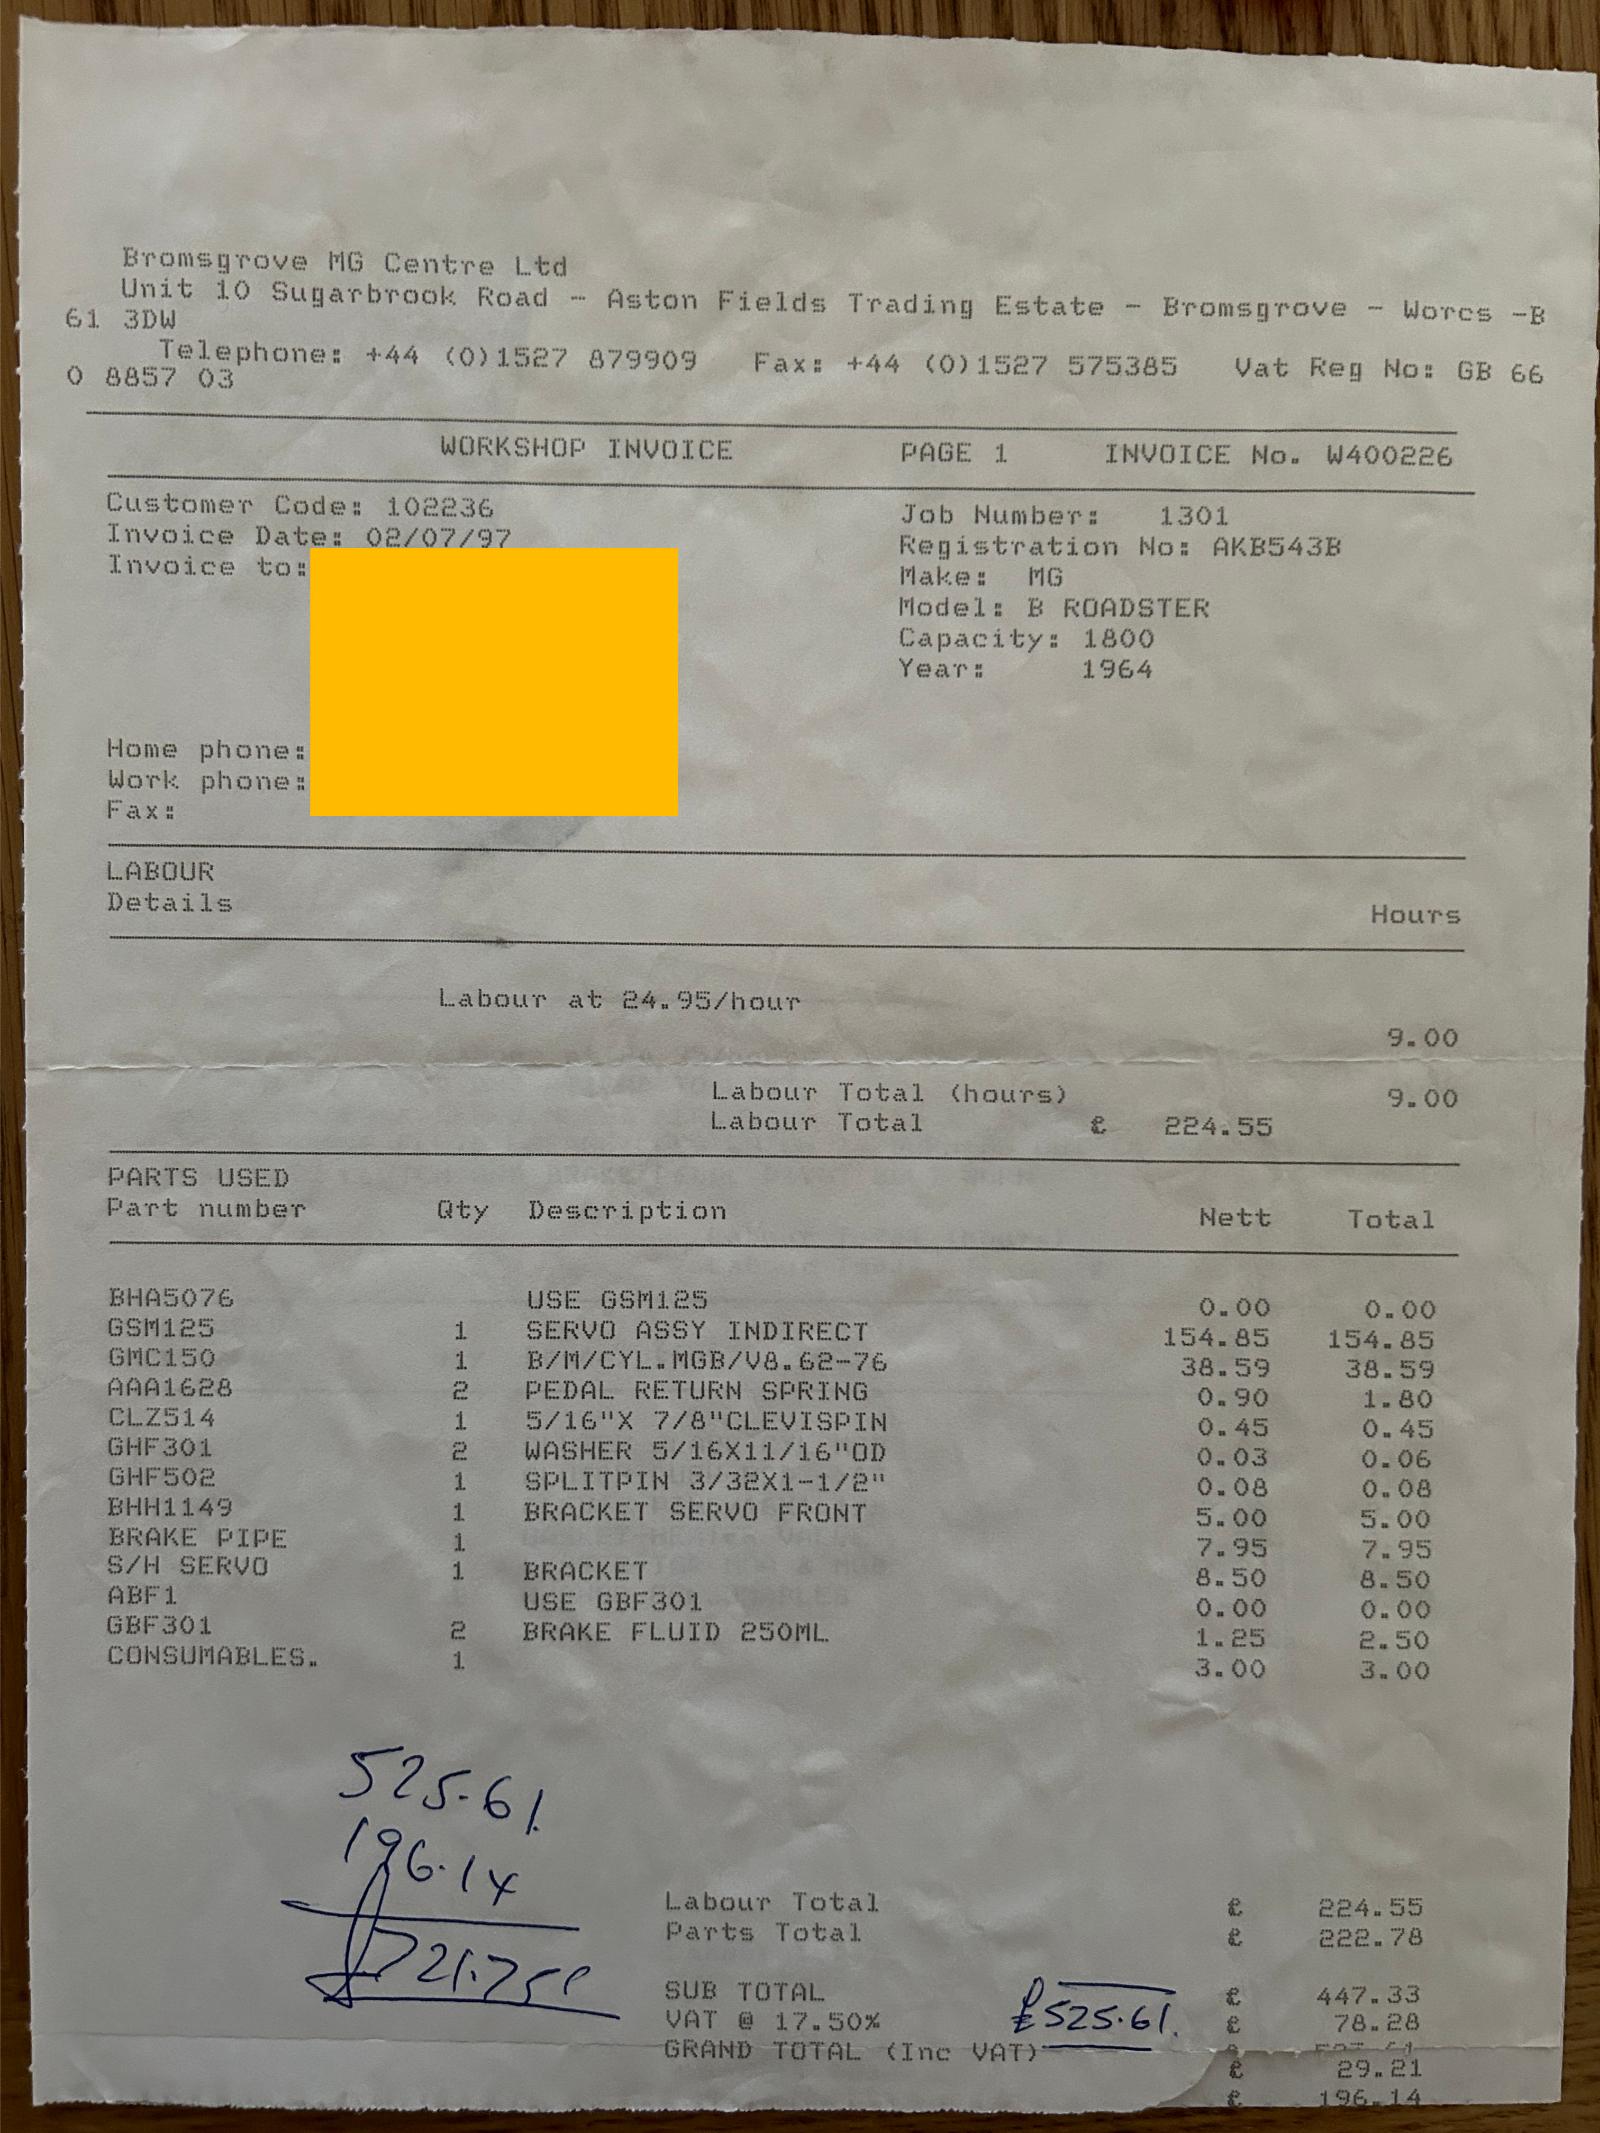 Bromsgrove MG Centre Ltd
Unit 10 Sugarbrook Road - Aston Fields Trading Estate - Bromsgrove - Worcs -B
61 3DW
Telephone: +44 (0)1527 879909 Fax: +44 (0)1527 575385 Vat Reg No: GB 66
0 8857 03
WORKSHOP INVOICE PAGE 1 INVOICE No. W400226
Customer Code: 102236
Invoice Date: 02/07/97
Invoice to:
Job Number: 1301
Registration No: AKB543B
Make: MG
Model: B ROADSTER
Capacity: 1800
Year: 1964
Home phone:
Work phone:
Fax:
LABOUR
Details Hours
Labour at 24.95/hour
9.00
Labour Total (hours) 9.00
Labour Total £ 224.55
PARTS USED
Part number Qty Description Nett Total
BHA5076 USE GSM125 0.00 0.00
GSM125 1 SERVO ASSY INDIRECT 154.85 154.85
GMC150 1 B/M/CYL.MGB/V8.62-76 38.59 38.59
AAA1628 2 PEDAL RETURN SPRING 0.90 1.80
CLZ514 1 5/16"X 7/8"CLEVISPIN 0.45 0.45
GHF301 2 WASHER 5/16X11/16"OD 0.03 0.06
GHF502 1 SPLITPIN 3/32X1-1/2" 0.08 0.08
BHH1149 1 BRACKET SERVO FRONT 5.00 5.00
BRAKE PIPE 1 7.95 7.95
S/H SERVO 1 BRACKET 8.50 8.50
ABF1 USE GBF301 0.00 0.00
GBF301 2 BRAKE FLUID 250ML 1.25 2.50
CONSUMABLES. 1 3.00 3.00
525.61.
196.14
£721.75
Labour Total £ 224.55
Parts Total £ 222.78
SUB TOTAL £ 447.33
VAT @ 17.50% £ 78.28
£525.61.
GRAND TOTAL (Inc VAT)
£ 29.21
£ 196.14